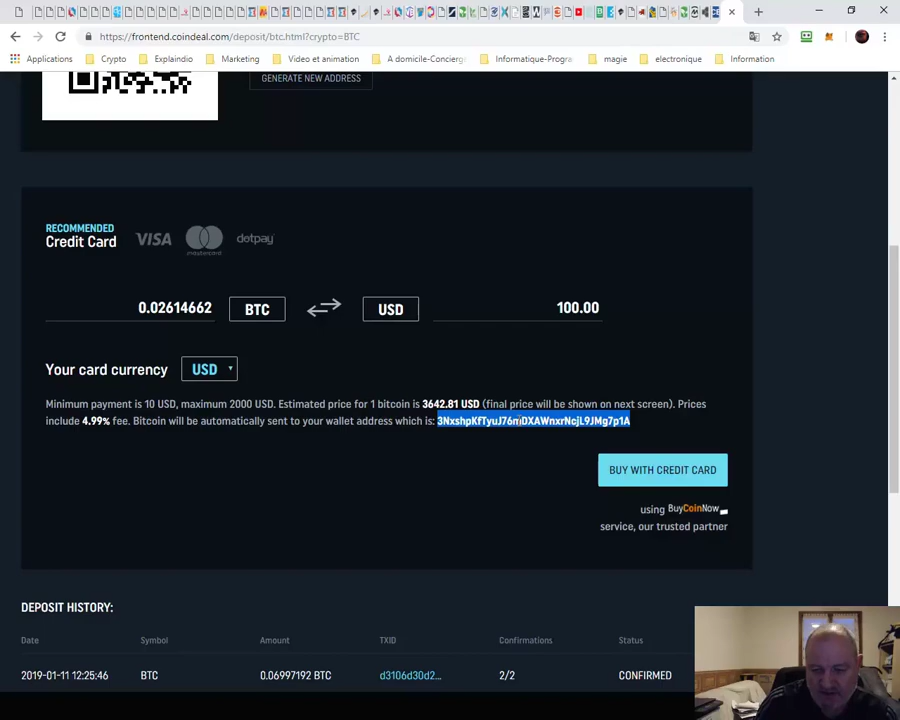 https://frontend.coindeal.com/deposit/btc.html?crypto=BTC
Applications Crypto Explaindio Marketing Video et animation A domicile-Concierg Informatique-Progra magie electronique Information
GENERATE NEW ADDRESS
RECOMMENDED
Credit Card VISA mastercard dotpay
0.02614662 BTC USD 100.00
Your card currency USD
Minimum payment is 10 USD, maximum 2000 USD. Estimated price for 1 bitcoin is 3642.81 USD (final price will be shown on next screen). Prices
include 4.99% fee. Bitcoin will be automatically sent to your wallet address which is: 3NxshpKfTyuJ76mDXAWnxrNcjL9JMg7p1A
BUY WITH CREDIT CARD
using BuyCoinNow
service, our trusted partner
DEPOSIT HISTORY:
Date Symbol Amount TXID Confirmations Status
2019-01-11 12:25:46 BTC 0.06997192 BTC d3106d30d2... 2/2 CONFIRMED